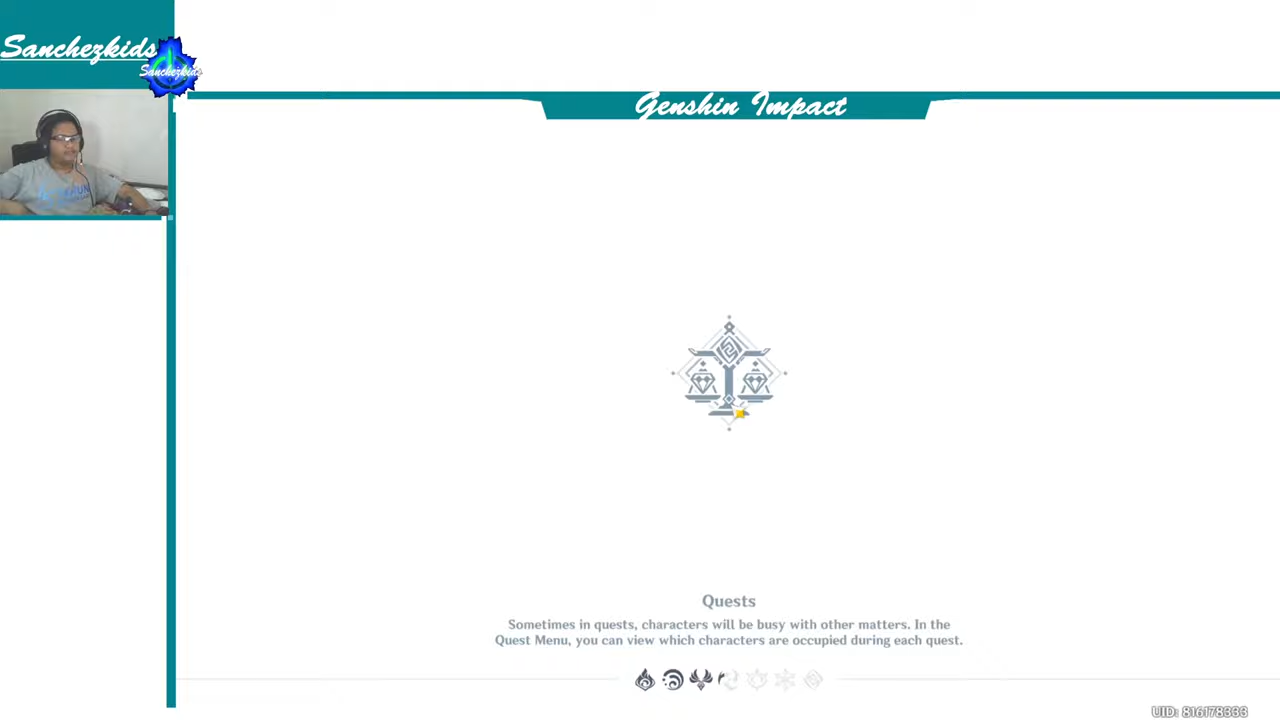 Sanchezkids
Sanchezkids
Genshin Impact
Quests
Sometimes in quests, characters will be busy with other matters. In the
Quest Menu, you can view which characters are occupied during each quest.
UID: 816178333